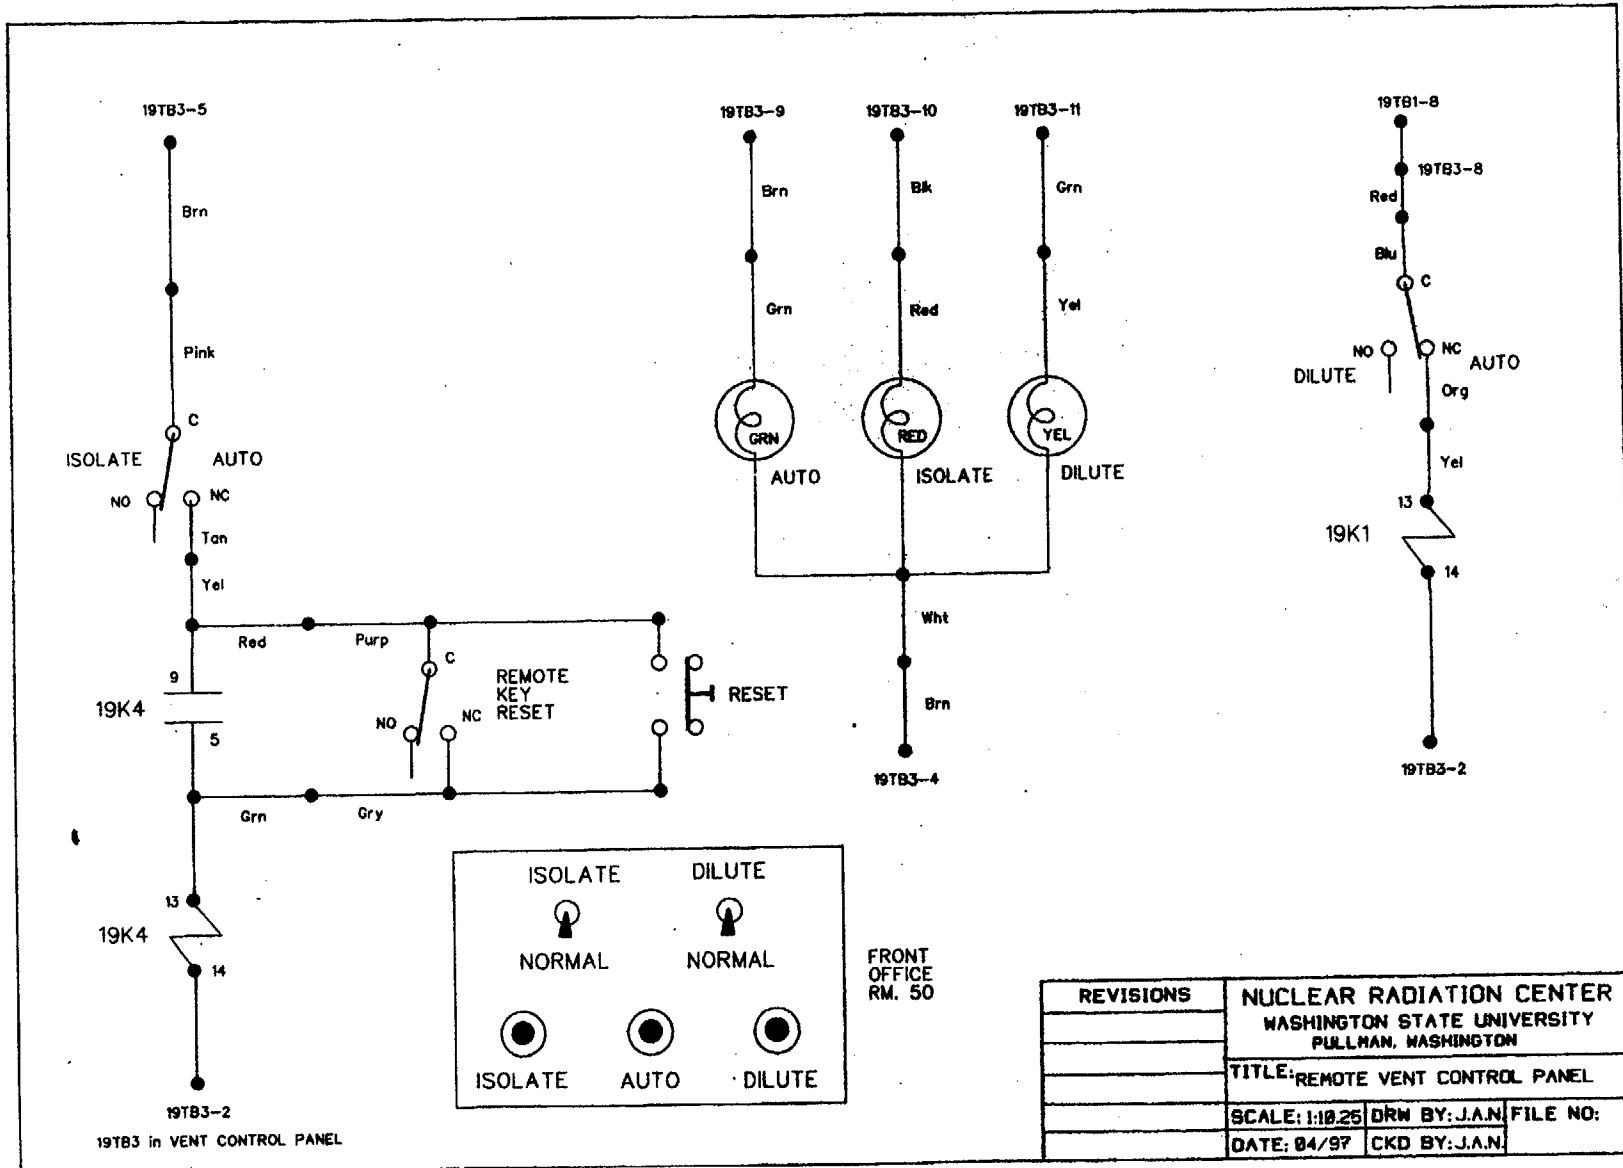 19TB3-5
19TB3-9
19TB3-10
19TB3-11
19TB1-8
19TB3-8
Brn
Brn
Blk
Grn
Red
Blu
C
Pink
Grn
Red
Yel
NO
NC
DILUTE
AUTO
Org
C
ISOLATE
AUTO
NO
NC
GRN
RED
YEL
AUTO
ISOLATE
DILUTE
Yel
13
19K1
14
Tan
Yel
Red
Purp
Wht
C
9
19K4
5
REMOTE
KEY
RESET
NO
NC
RESET
Brn
19TB3-4
19TB3-2
Grn
Gry
13
19K4
14
ISOLATE
DILUTE
NORMAL
NORMAL
ISOLATE
AUTO
DILUTE
FRONT
OFFICE
RM. 50
19TB3-2
19TB3 in VENT CONTROL PANEL
REVISIONS
NUCLEAR RADIATION CENTER
WASHINGTON STATE UNIVERSITY
PULLMAN, WASHINGTON
TITLE: REMOTE VENT CONTROL PANEL
SCALE: 1:10.25 DRW BY: J.A.N. FILE NO:
DATE: 04/97 CKD BY: J.A.N.